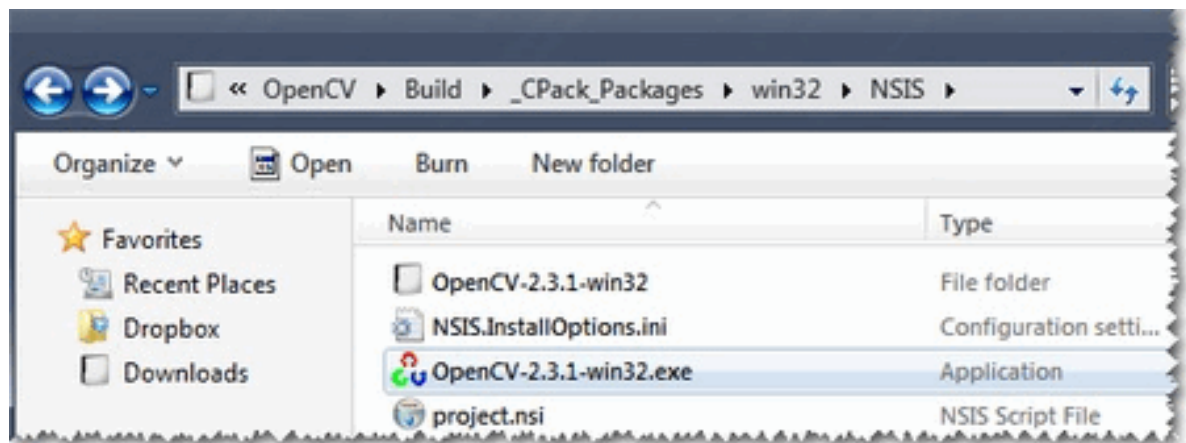 « OpenCV ▸ Build ▸ _CPack_Packages ▸ win32 ▸ NSIS ▸
Organize Open Burn New folder
Favorites
Recent Places
Dropbox
Downloads
Name Type
OpenCV-2.3.1-win32 File folder
NSIS.InstallOptions.ini Configuration setti...
OpenCV-2.3.1-win32.exe Application
project.nsi NSIS Script File